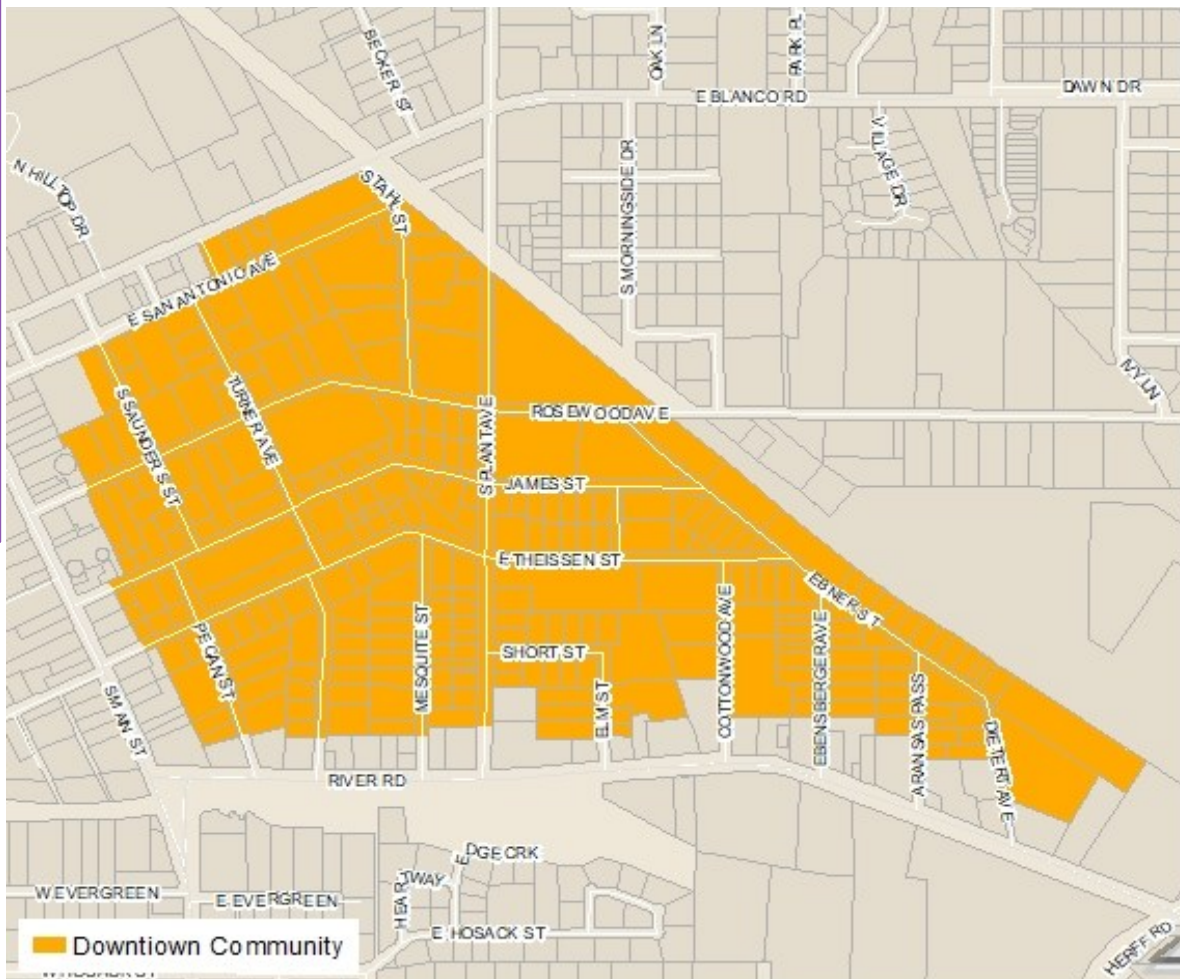 BECKER ST
OAK LN
PARK PL
E BLANCO RD
DAWN DR
N HILLTOP DR
STAHL ST
VILLAGE DR
S MORNINGSIDE DR
E SAN ANTONIO AVE
IVY LN
S SAUNDERS ST
TURNER AVE
S PLANT AVE
ROSEWOOD AVE
JAMES ST
E THEISSEN ST
EBNER ST
PECAN ST
MESQUITE ST
SHORT ST
ELM ST
COTTONWOOD AVE
EBENSBERGER AVE
ARANSAS PASS
DIETERT AVE
S MAIN ST
RIVER RD
EDGE CRK
HEARTWAY
W EVERGREEN
E EVERGREEN
E HOSACK ST
HERFF RD
Downtiown Community
W HOSACK ST